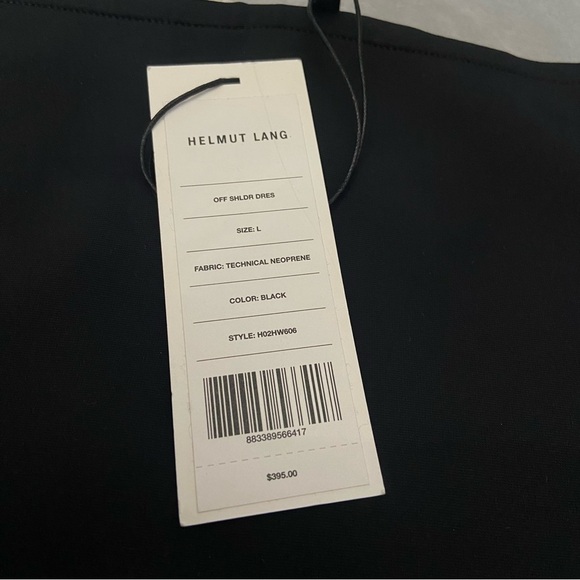 HELMUT LANG
OFF SHLDR DRES
SIZE: L
FABRIC: TECHNICAL NEOPRENE
COLOR: BLACK
STYLE: H02HW606
883389566417
$395.00